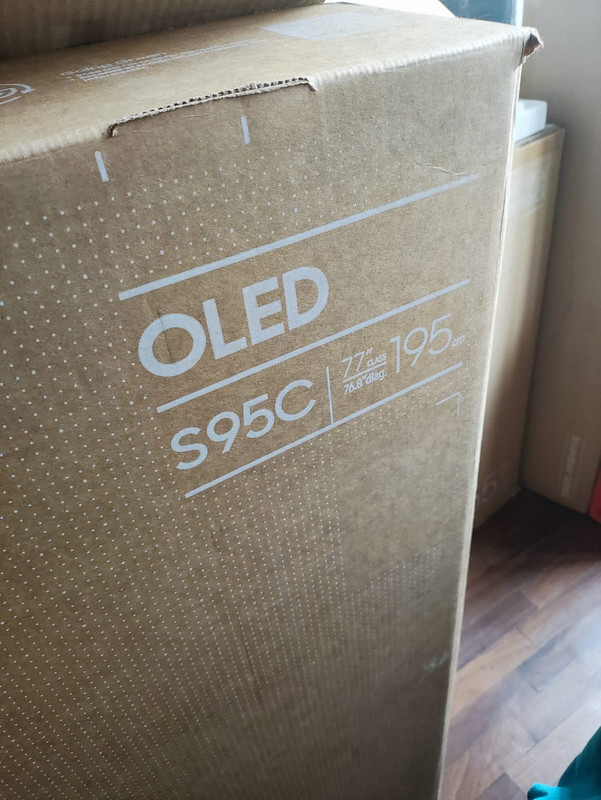 OLED
S95C
77" CLASS
76.8" diag.
195 cm